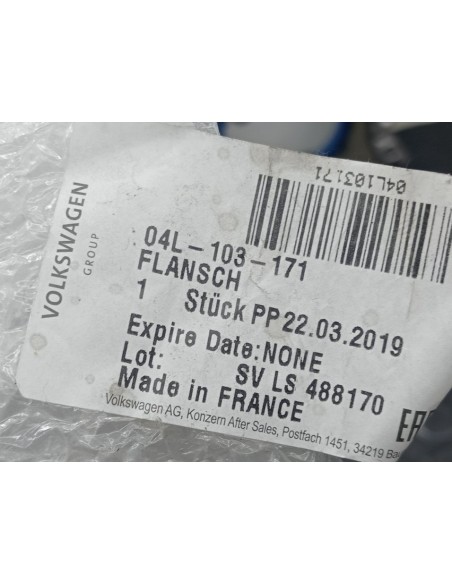 VOLKSWAGEN
GROUP
04L103171
04L-103-171
FLANSCH
1 Stück PP 22.03.2019
Expire Date:NONE
Lot: SV LS 488170
Made in FRANCE
Volkswagen AG, Konzern After Sales, Postfach 1451, 34219